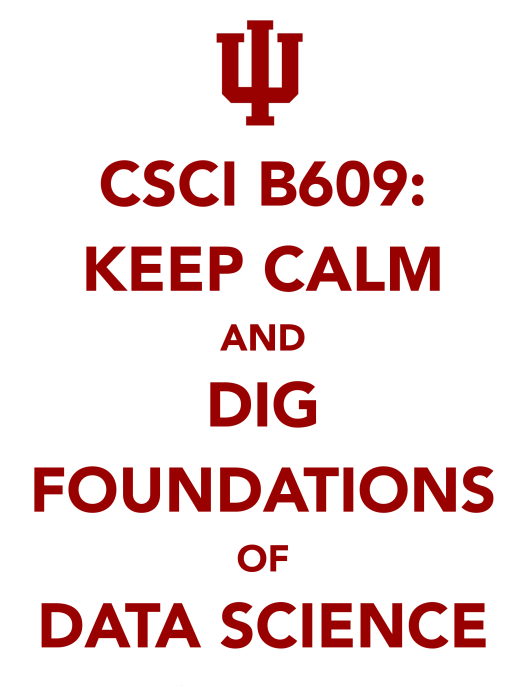 CSCI B609:
KEEP CALM
AND
DIG
FOUNDATIONS
OF
DATA SCIENCE